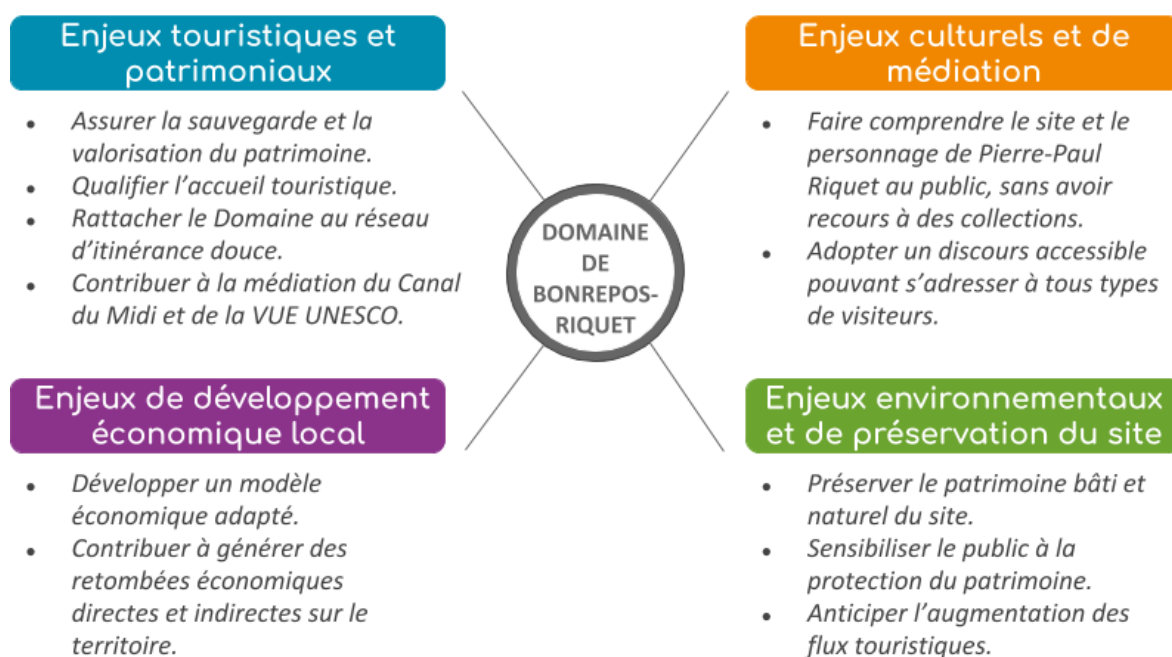 Enjeux touristiques et
patrimoniaux
• Assurer la sauvegarde et la
valorisation du patrimoine.
• Qualifier l’accueil touristique.
• Rattacher le Domaine au réseau
d’itinérance douce.
• Contribuer à la médiation du Canal
du Midi et de la VUE UNESCO.
Enjeux culturels et de
médiation
• Faire comprendre le site et le
personnage de Pierre-Paul
Riquet au public, sans avoir
recours à des collections.
• Adopter un discours accessible
pouvant s’adresser à tous types
de visiteurs.
DOMAINE
DE
BONREPOS-
RIQUET
Enjeux de développement
économique local
• Développer un modèle
économique adapté.
• Contribuer à générer des
retombées économiques
directes et indirectes sur le
territoire.
Enjeux environnementaux
et de préservation du site
• Préserver le patrimoine bâti et
naturel du site.
• Sensibiliser le public à la
protection du patrimoine.
• Anticiper l’augmentation des
flux touristiques.